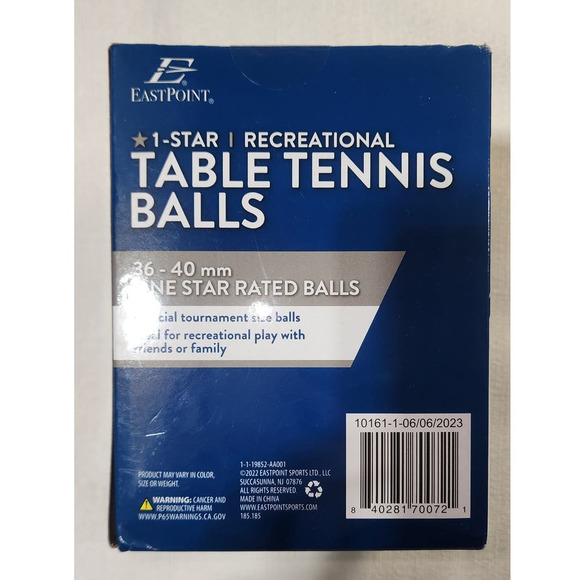 E®
EASTPOINT®
★1-STAR | RECREATIONAL
TABLE TENNIS
BALLS
36 - 40 mm
ONE STAR RATED BALLS
tournament size balls
for recreational play with
friends or family
10161-1-06/06/2023
8 40281 70072 1
PRODUCT MAY VARY IN COLOR,
SIZE OR WEIGHT.
⚠ WARNING: CANCER AND
REPRODUCTIVE HARM
WWW.P65WARNINGS.CA.GOV
1-1-19852-AA001
©2022 EASTPOINT SPORTS LTD., LLC
SUCCASUNNA, NJ 07876
ALL RIGHTS RESERVED
MADE IN CHINA
WWW.EASTPOINTSPORTS.COM
185.185